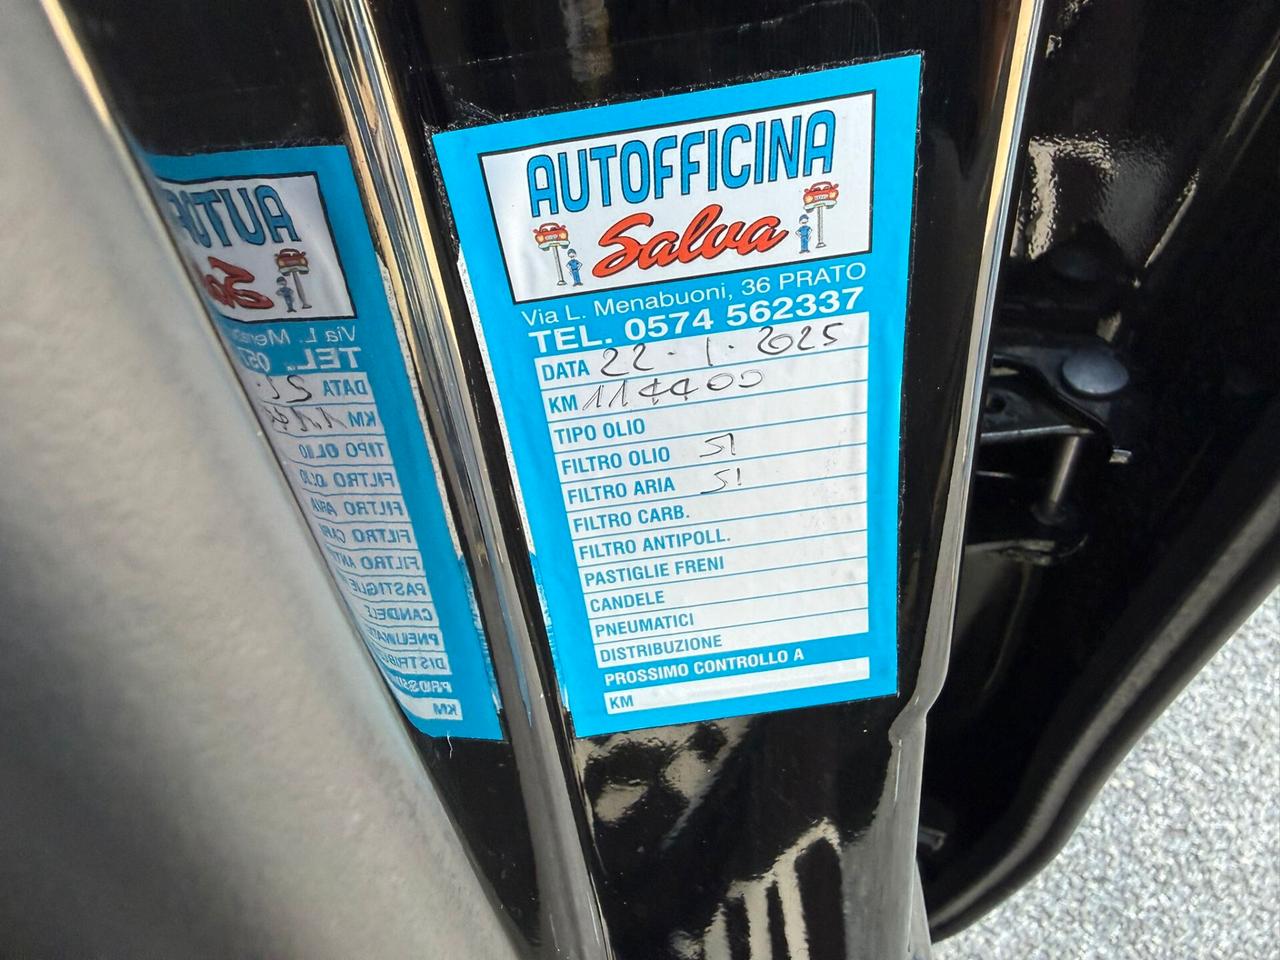 AUTOFFICINA
Salva
Via L. Menabuoni, 36 PRATO
TEL. 0574 562337
DATA 22.1.2025
KM 114400
TIPO OLIO
FILTRO OLIO SI
FILTRO ARIA SI
FILTRO CARB.
FILTRO ANTIPOLL.
PASTIGLIE FRENI
CANDELE
PNEUMATICI
DISTRIBUZIONE
PROSSIMO CONTROLLO A
KM